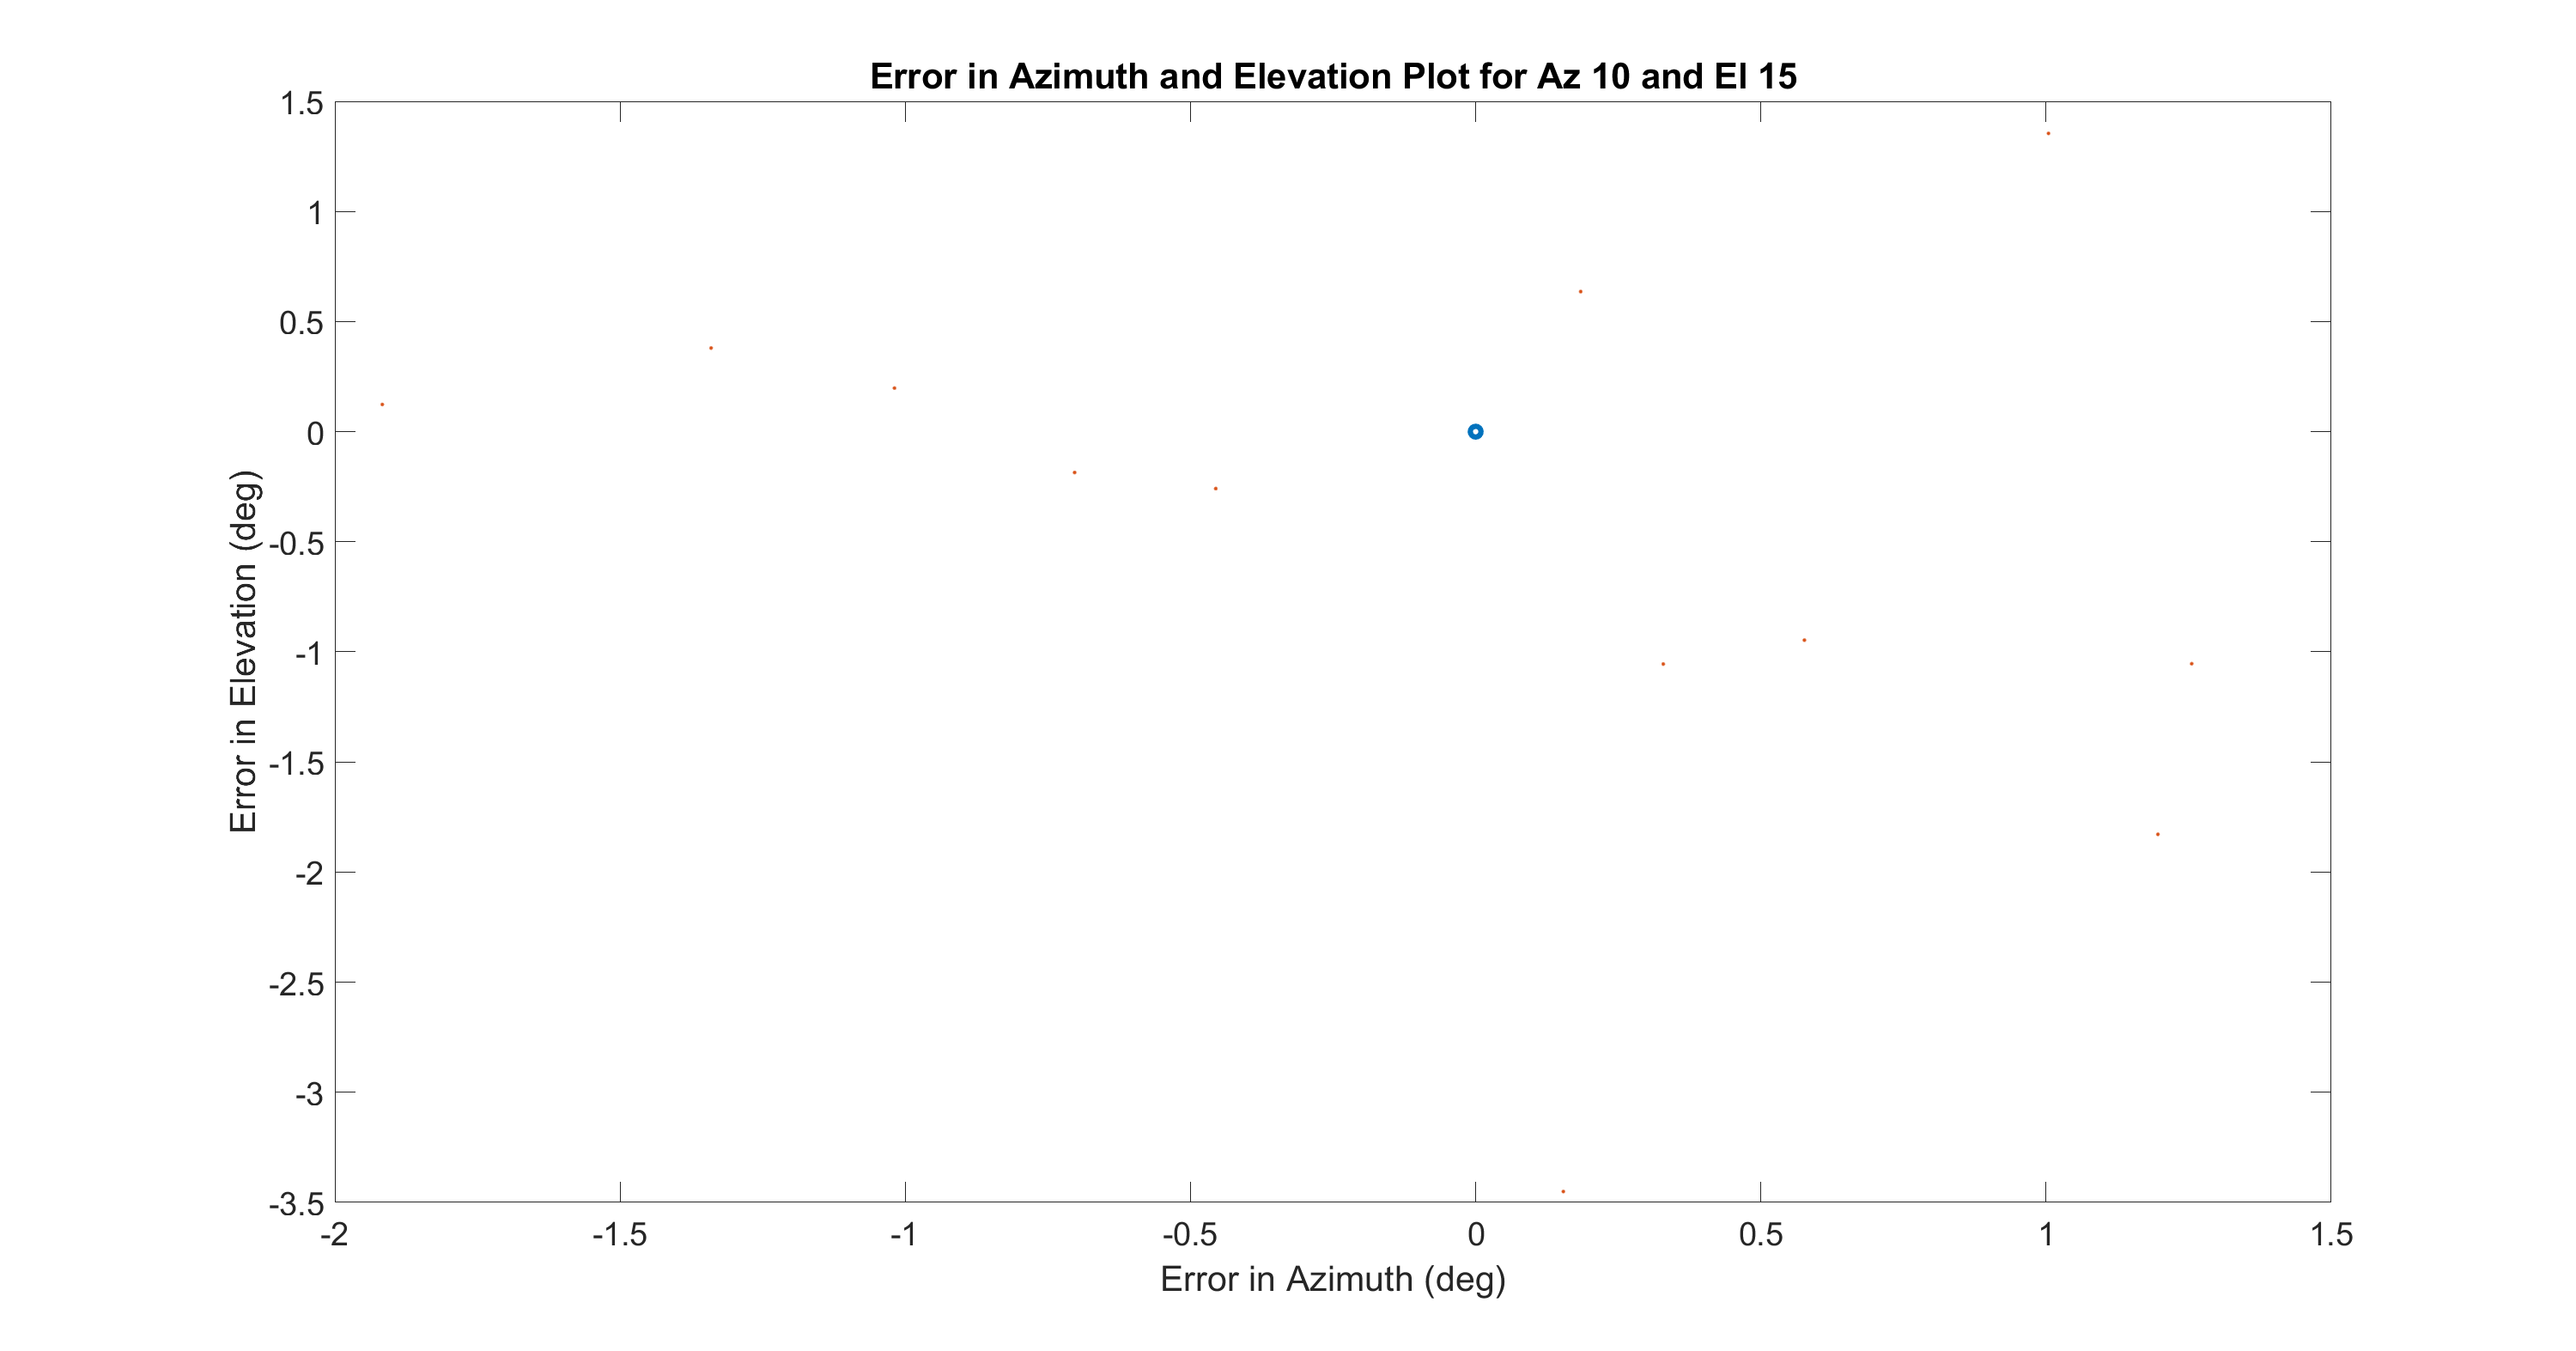 Error in Azimuth and Elevation Plot for Az 10 and El 15
1.5
1
0.5
0
-0.5
-1
-1.5
-2
-2.5
-3
-3.5
Error in Elevation (deg)
-2 -1.5 -1 -0.5 0 0.5 1 1.5
Error in Azimuth (deg)